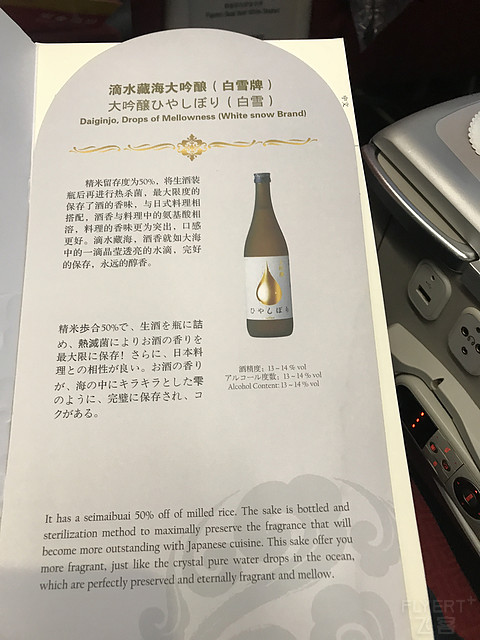 滴水藏海大吟酿（白雪牌）
大吟醸ひやしぼり（白雪）
Daiginjo, Drops of Mellowness (White snow Brand)
中文
精米留存度为50%，将生酒装
瓶后再进行热杀菌，最大限度的
保存了酒的香味，与日式料理相
搭配，酒香与料理中的氨基酸相
溶，料理的香味更为突出，口感
更好。滴水藏海，酒香就如大海
中的一滴晶莹透亮的水滴，完好
的保存，永远的醇香。
ひやしぼり
酒精度：13～14 % vol
アルコール度数：13～14 % vol
Alcohol Content: 13～14 % vol
精米歩合50%で、生酒を瓶に詰
め、熱滅菌によりお酒の香りを
最大限に保存！さらに、日本料
理との相性が良い。お酒の香り
が、海の中にキラキラとした雫
のように、完璧に保存され、コ
クがある。
It has a seimaibuai 50% off of milled rice. The sake is bottled and
sterilization method to maximally preserve the fragrance that will
become more outstanding with Japanese cuisine. This sake offer you
more fragrant, just like the crystal pure water drops in the ocean,
which are perfectly preserved and eternally fragrant and mellow.
FLYERT+
飞客